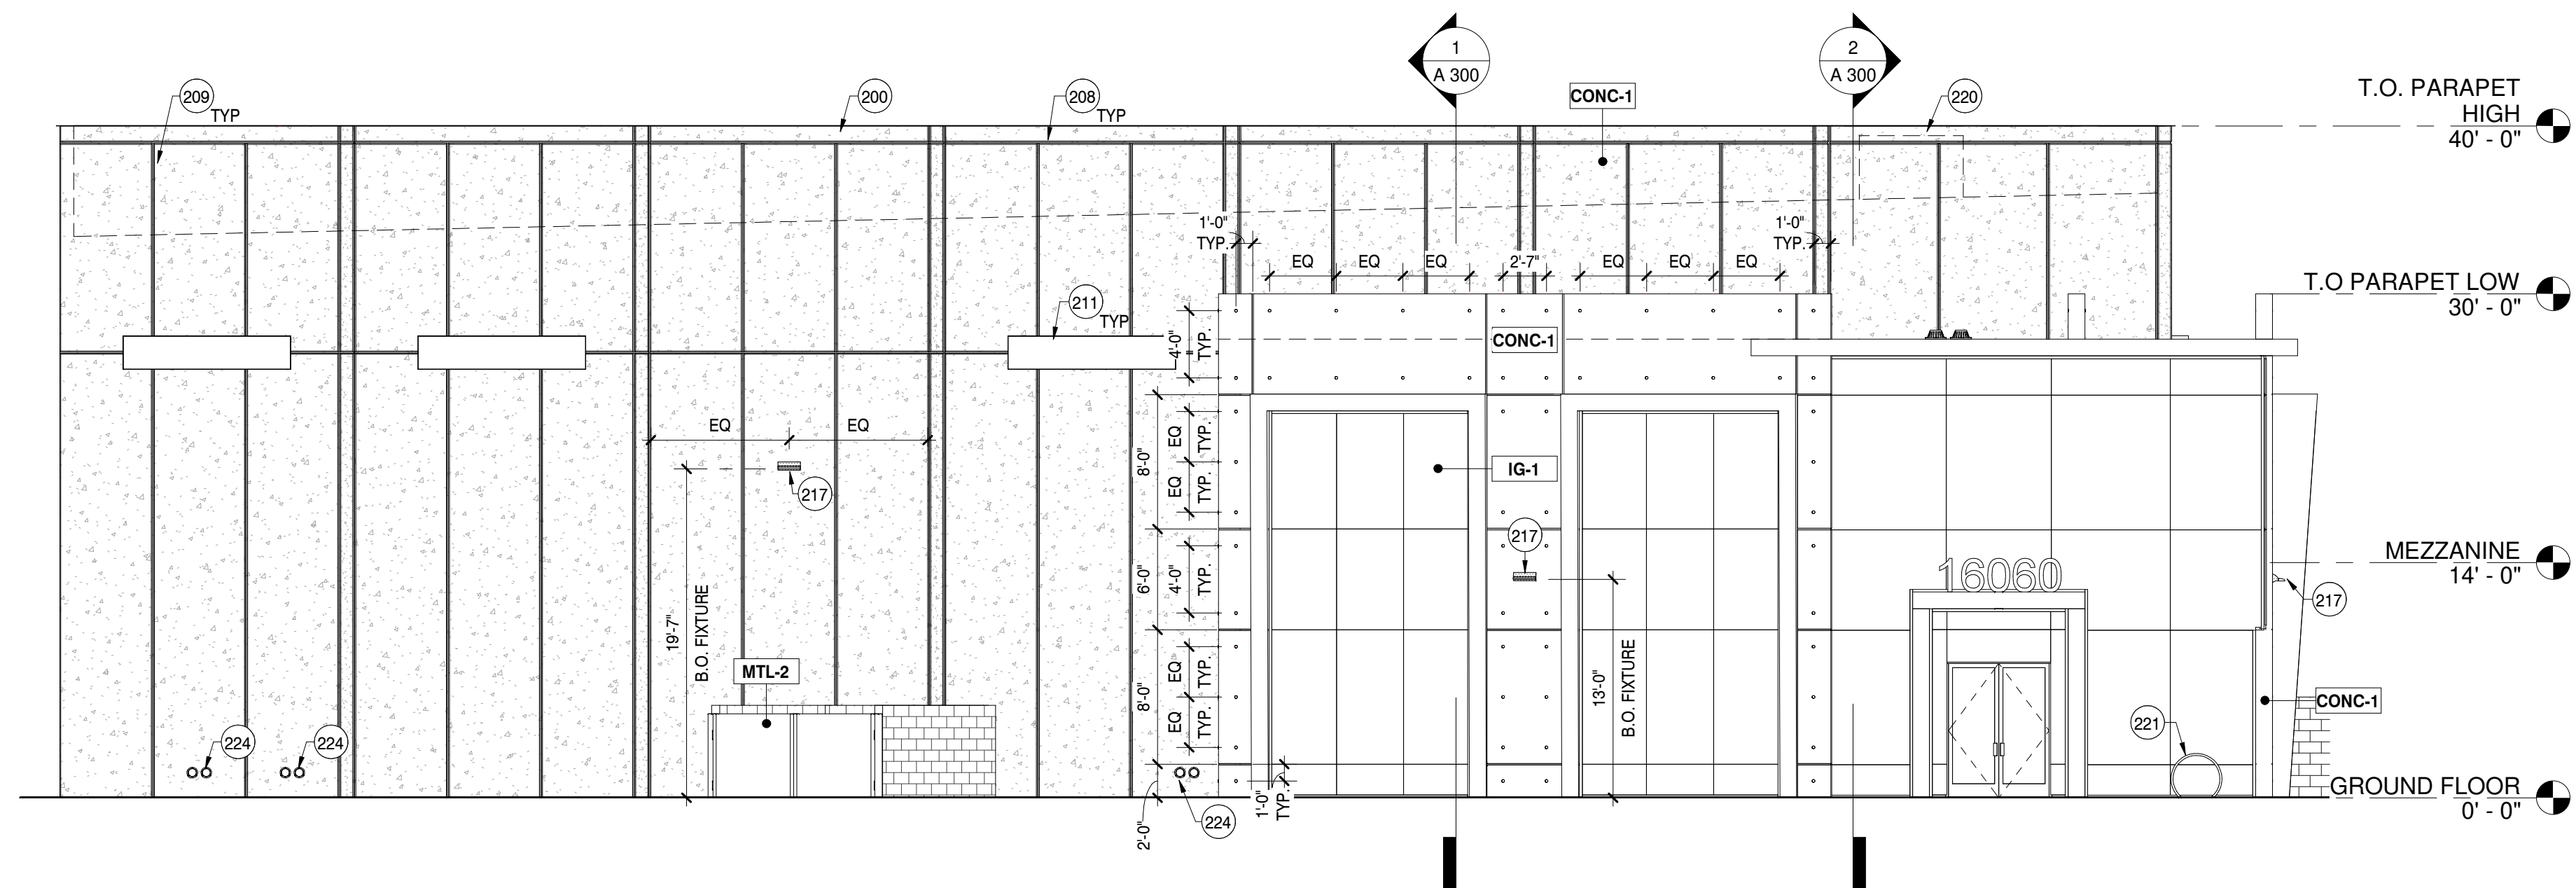 1
A 300
2
A 300
209
TYP
200
208
TYP
CONC-1
220
T.O. PARAPET
HIGH
40' - 0"
1'-0"
TYP.
1'-0"
TYP.
EQ
EQ
EQ
2'-7"
EQ
EQ
EQ
T.O PARAPET LOW
30' - 0"
211
TYP
4'-0"
TYP.
CONC-1
EQ
EQ
8'-0"
EQ
TYP.
EQ
TYP.
217
IG-1
19'-7"
B.O. FIXTURE
217
6'-0"
4'-0"
TYP.
16060
MEZZANINE
14' - 0"
217
MTL-2
8'-0"
EQ
TYP.
EQ
TYP.
13'-0"
B.O. FIXTURE
CONC-1
221
224
224
2'-0"
224
1'-0"
TYP.
GROUND FLOOR
0' - 0"